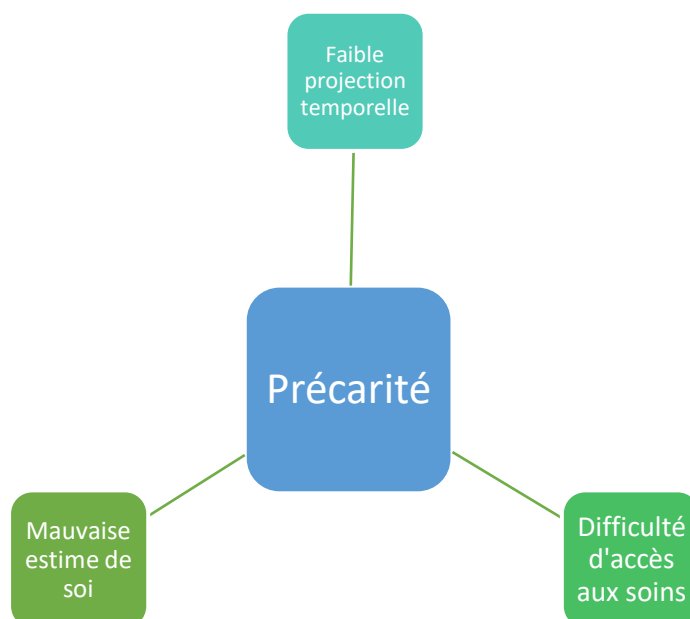 Faible
projection
temporelle
Précarité
Mauvaise
estime de
soi
Difficulté
d'accès
aux soins